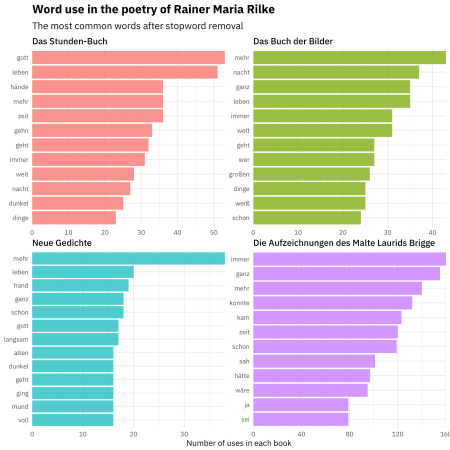 Word use in the poetry of Rainer Maria Rilke
The most common words after stopword removal
Das Stunden-Buch
gott
leben
hände
mehr
zeit
gehn
geht
immer
welt
nacht
dunkel
dinge
0 10 20 30 40 50
Das Buch der Bilder
mehr
nacht
ganz
leben
immer
welt
geht
wer
großen
dinge
weiß
schon
0 10 20 30 40
Neue Gedichte
mehr
leben
hand
ganz
schon
gott
langsam
alten
dunkel
geht
ging
mund
voll
0 10 20 30
Die Aufzeichnungen des Malte Laurids Brigge
immer
ganz
mehr
konnte
kam
zeit
schon
sah
hätte
wäre
ja
sei
0 40 80 120
Number of uses in each book